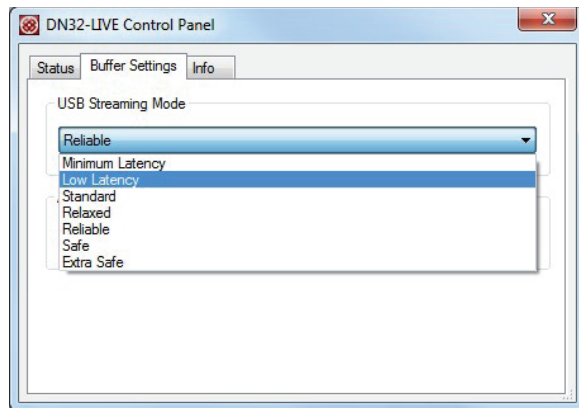 DN32-LIVE Control Panel
Status Buffer Settings Info
USB Streaming Mode
Reliable
Minimum Latency
Low Latency
Standard
Relaxed
Reliable
Safe
Extra Safe